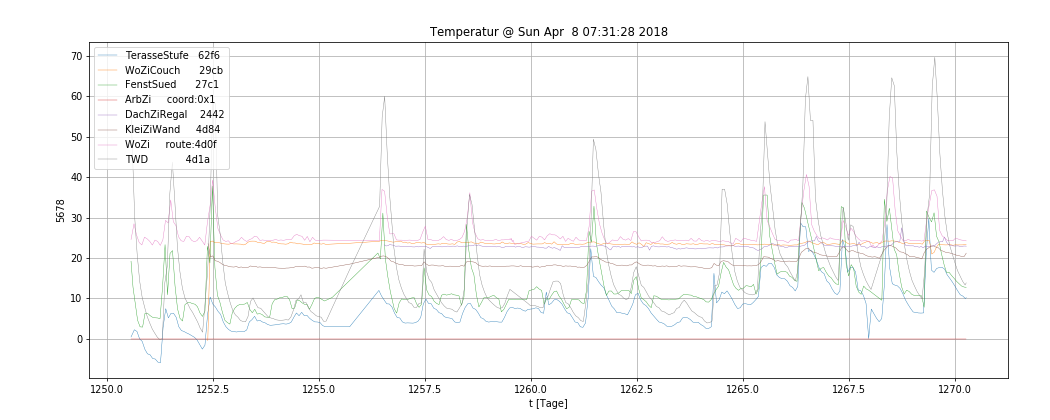 Temperatur @ Sun Apr  8 07:31:28 2018
70
60
50
40
30
20
10
0
5678
TerasseStufe   62f6
WoZiCouch      29cb
FenstSued      27c1
ArbZi     coord:0x1
DachZiRegal    2442
KleiZiWand     4d84
WoZi     route:4d0f
TWD            4d1a
1250.0
1252.5
1255.0
1257.5
1260.0
1262.5
1265.0
1267.5
1270.0
t [Tage]